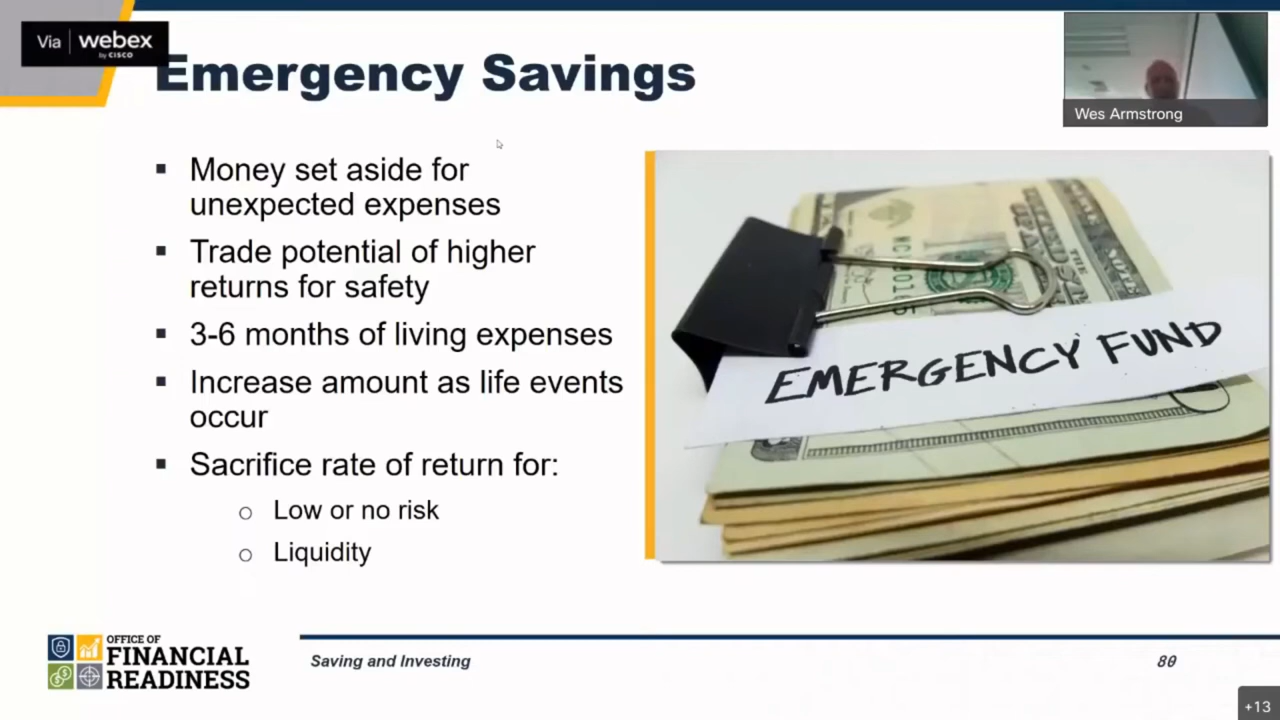 Via webex
by CISCO
Emergency Savings
Wes Armstrong
▪ Money set aside for
unexpected expenses
▪ Trade potential of higher
returns for safety
▪ 3-6 months of living expenses
▪ Increase amount as life events
occur
▪ Sacrifice rate of return for:
o Low or no risk
o Liquidity
EMERGENCY FUND
OFFICE OF
FINANCIAL
READINESS
Saving and Investing
80
+13